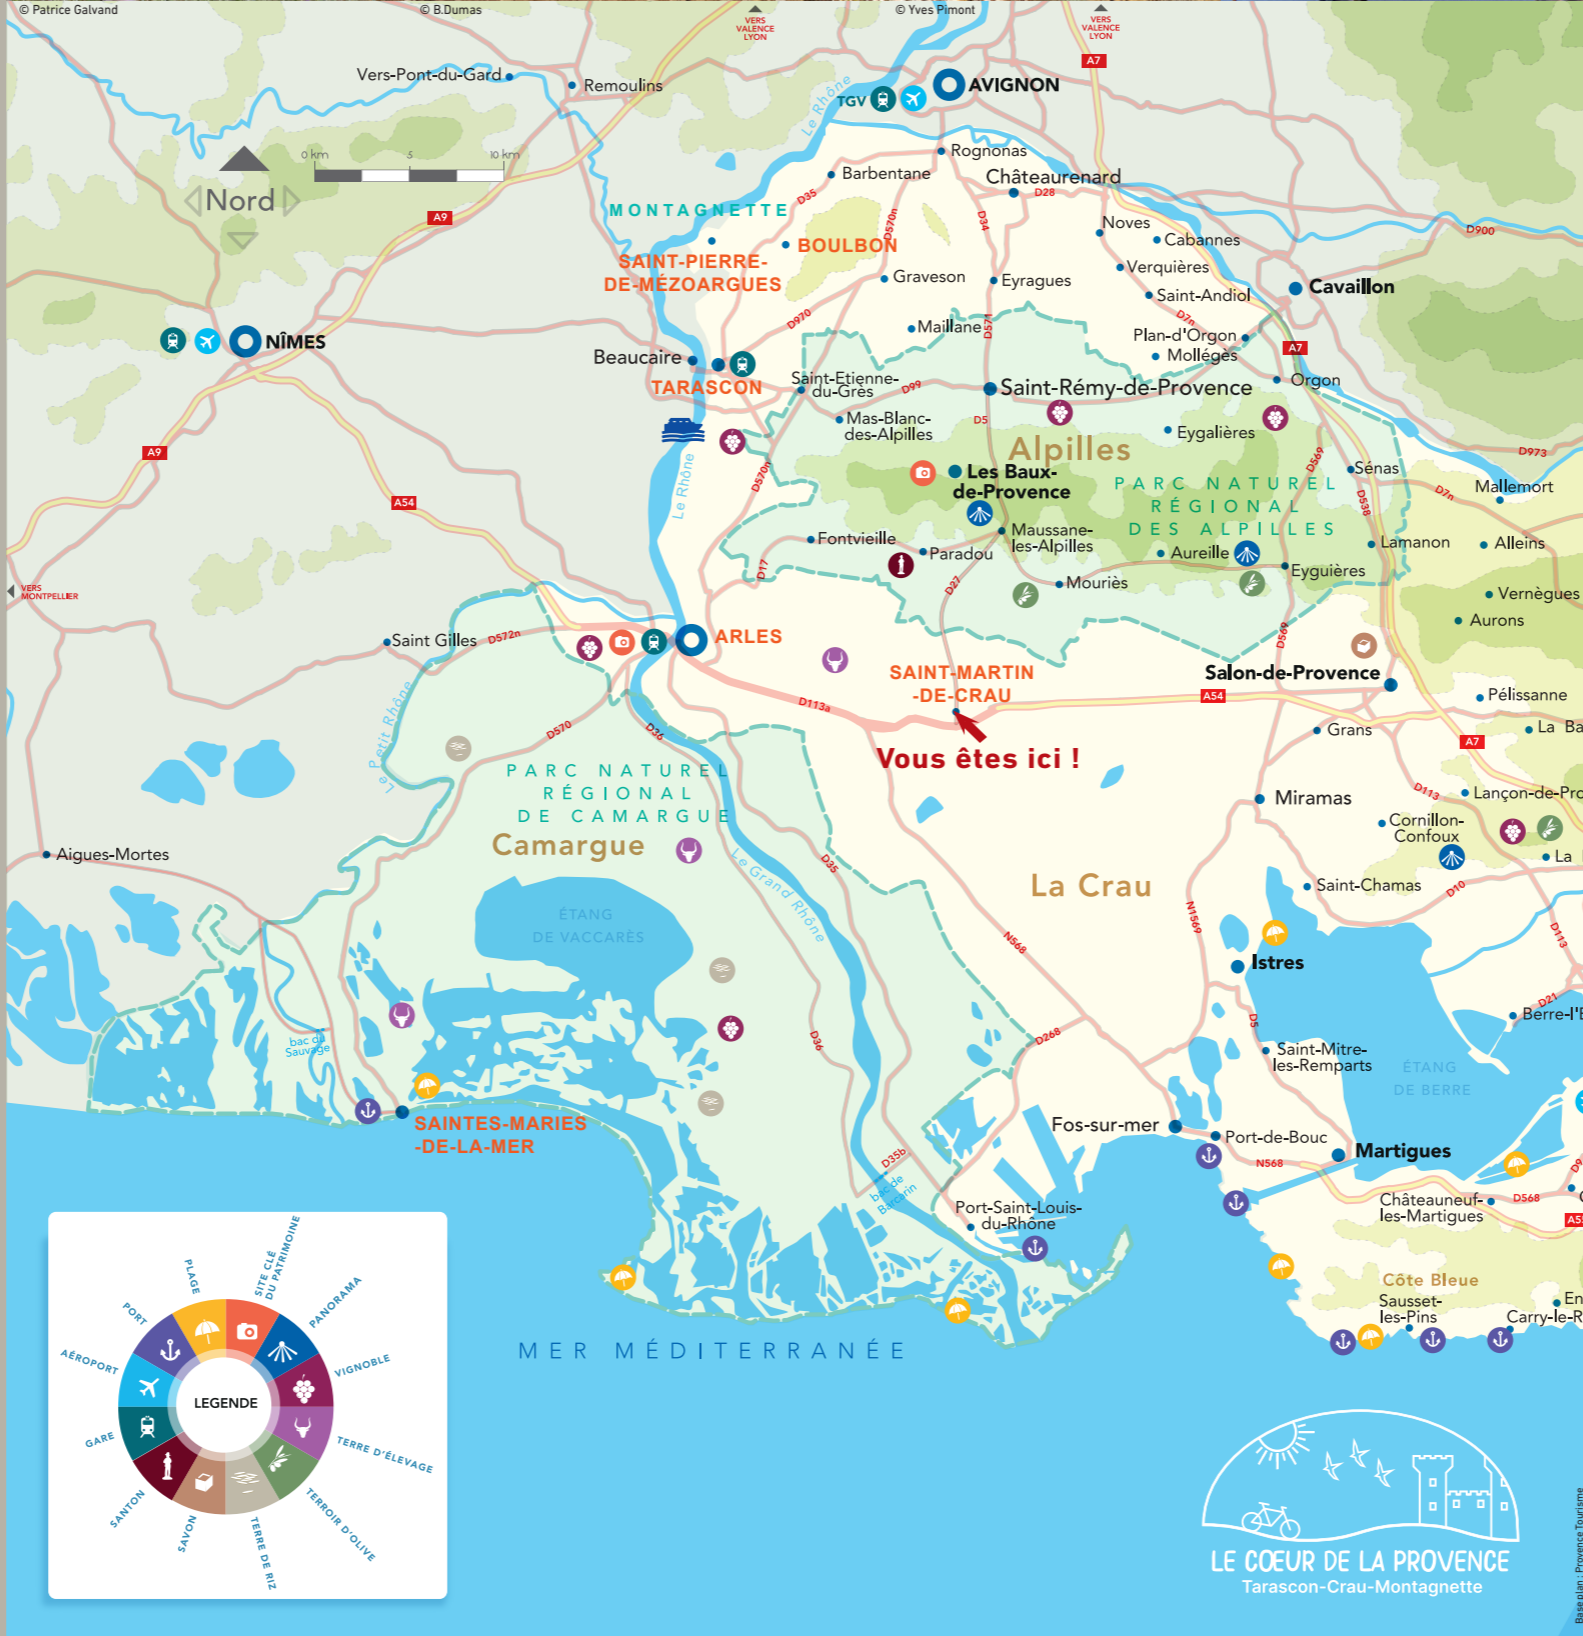 © Patrice Galvand
© B.Dumas
© Yves Pimont
VERS
VALENCE
LYON
VERS
VALENCE
LYON
A7
Vers-Pont-du-Gard
Remoulins
Le Rhône
TGV
AVIGNON
0 km 5 10 km
Nord
A9
Rognonas
Barbentane
Châteaurenard
D28
D35
D570n
D34
MONTAGNETTE
BOULBON
SAINT-PIERRE-
DE-MÉZOARGUES
Noves
Cabannes
Verquières
Saint-Andiol
D900
Graveson
Eyragues
Cavaillon
D970
Maillane
D571
D7n
Plan-d'Orgon
Mollégès
A7
NÎMES
Beaucaire
TARASCON
Saint-Etienne-
du-Grès
D99
Saint-Rémy-de-Provence
Orgon
Mas-Blanc-
des-Alpilles
D5
Eygalières
Alpilles
A9
Le Rhône
D570n
Les Baux-
de-Provence
PARC NATUREL
RÉGIONAL
DES ALPILLES
D569
Sénas
D973
D7n
Mallemort
D538
A54
Fontvieille
Paradou
Maussane-
les-Alpilles
Aureille
Lamanon
Alleins
D17
D27
Mouriès
Eyguières
Vernègues
Aurons
VERS
MONTPELLIER
Saint Gilles
D572n
ARLES
D569
SAINT-MARTIN
-DE-CRAU
Salon-de-Provence
A54
Pélissanne
Le Petit Rhône
D113a
D570
D36
Vous êtes ici !
Grans
A7
La Ba
PARC NATUREL
RÉGIONAL
DE CAMARGUE
Camargue
Miramas
D113
Lançon-de-Pro
Cornillon-
Confoux
La
Aigues-Mortes
Le Grand Rhône
D35
La Crau
Saint-Chamas
D10
ÉTANG
DE VACCARÈS
N568
N1569
D113
Istres
D21
Berre-l'É
bac du
Sauvage
D36
D268
D5
Saint-Mitre-
les-Remparts
ÉTANG
DE BERRE
SAINTES-MARIES
-DE-LA-MER
Fos-sur-mer
Port-de-Bouc
N568
Martigues
D35b
bac de
Barcarin
Port-Saint-Louis-
du-Rhône
Châteauneuf-
les-Martigues
D568
D9
A55
Côte Bleue
Sausset-
les-Pins
En
Carry-le-R
MER MÉDITERRANÉE
LEGENDE
PLAGE
SITE CLÉ
DU PATRIMOINE
PANORAMA
VIGNOBLE
TERRE D'ÉLEVAGE
TERROIR D'OLIVE
TERRE DE RIZ
SAVON
SANTON
GARE
AÉROPORT
PORT
LE CŒUR DE LA PROVENCE
Tarascon-Crau-Montagnette
Base plan : Provence Tourisme